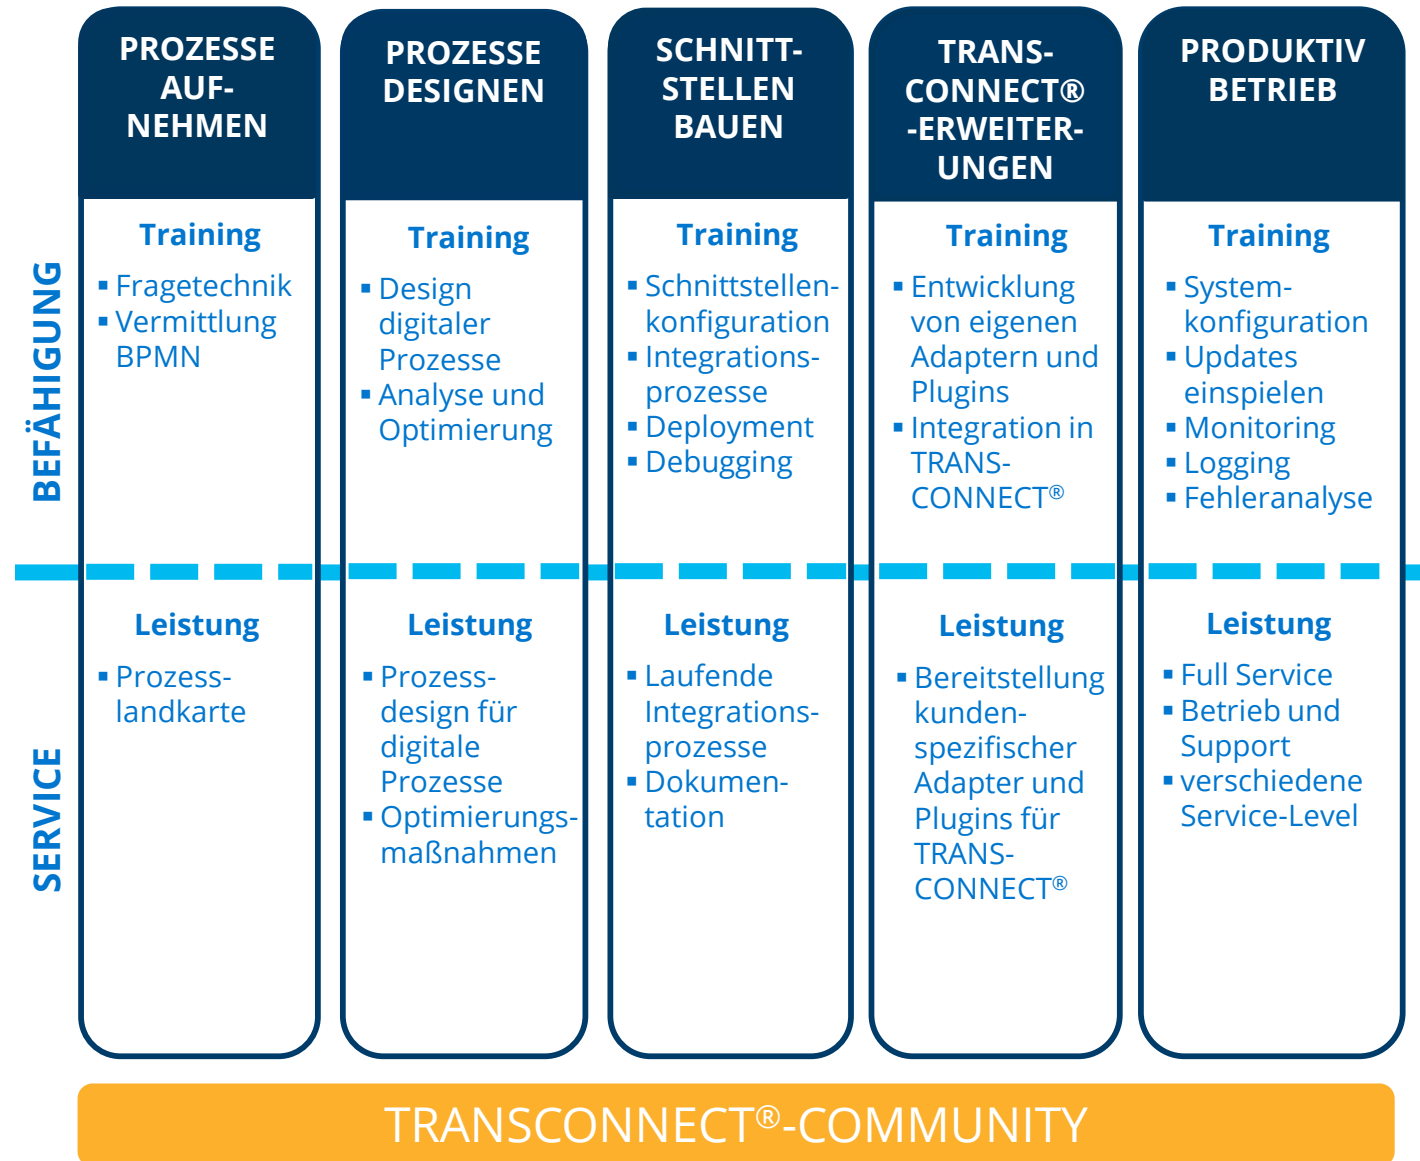 PROZESSE
AUF-
NEHMEN
PROZESSE
DESIGNEN
SCHNITT-
STELLEN
BAUEN
TRANS-
CONNECT®
-ERWEITER-
UNGEN
PRODUKTIV
BETRIEB
BEFÄHIGUNG
Training
▪ Fragetechnik
▪ Vermittlung
BPMN
Training
▪ Design
digitaler
Prozesse
▪ Analyse und
Optimierung
Training
▪ Schnittstellen-
konfiguration
▪ Integrations-
prozesse
▪ Deployment
▪ Debugging
Training
▪ Entwicklung
von eigenen
Adaptern und
Plugins
▪ Integration in
TRANS-
CONNECT®
Training
▪ System-
konfiguration
▪ Updates
einspielen
▪ Monitoring
▪ Logging
▪ Fehleranalyse
SERVICE
Leistung
▪ Prozess-
landkarte
Leistung
▪ Prozess-
design für
digitale
Prozesse
▪ Optimierungs-
maßnahmen
Leistung
▪ Laufende
Integrations-
prozesse
▪ Dokumen-
tation
Leistung
▪ Bereitstellung
kunden-
spezifischer
Adapter und
Plugins für
TRANS-
CONNECT®
Leistung
▪ Full Service
▪ Betrieb und
Support
▪ verschiedene
Service-Level
TRANSCONNECT®-COMMUNITY